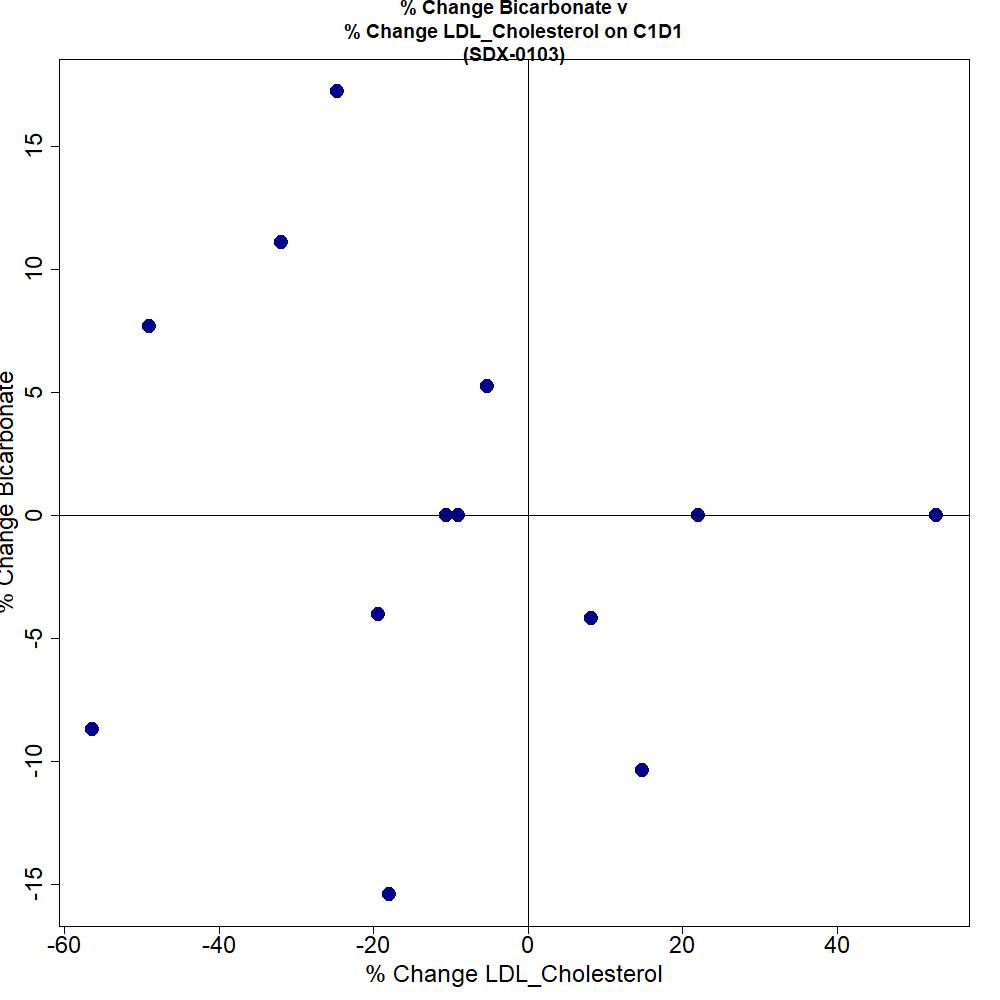 % Change Bicarbonate v
% Change LDL_Cholesterol on C1D1
(SDX-0103)
% Change Bicarbonate
15
10
5
0
-5
-10
-15
-60
-40
-20
0
20
40
% Change LDL_Cholesterol